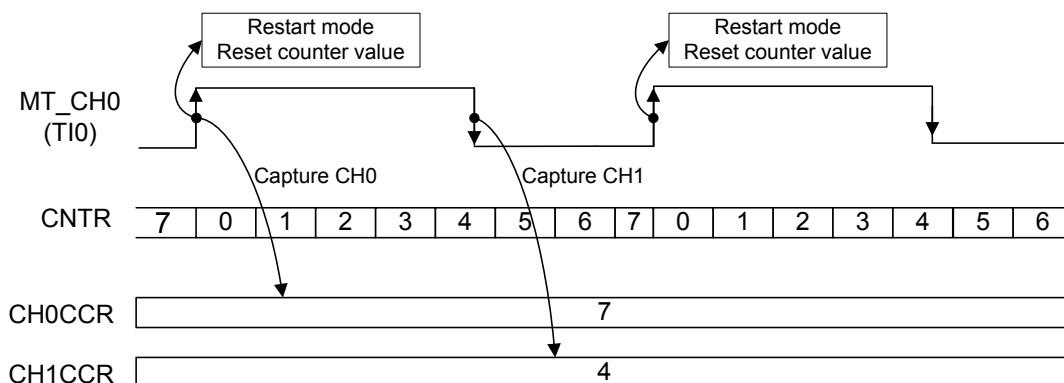 Restart mode
Reset counter value
Restart mode
Reset counter value
MT_CH0
(TI0)
Capture CH0
Capture CH1
CNTR 7 0 1 2 3 4 5 6 7 0 1 2 3 4 5 6
CH0CCR 7
CH1CCR 4